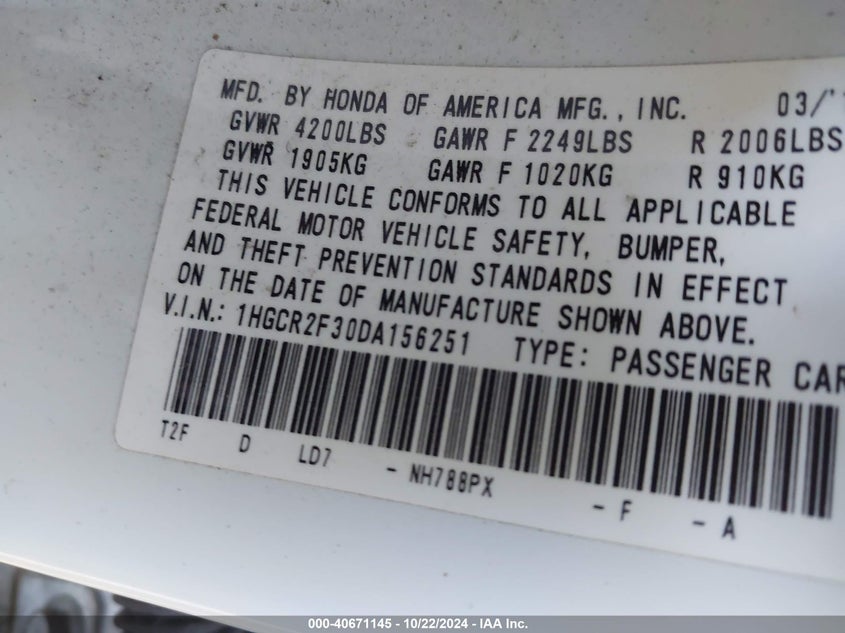 MFD. BY HONDA OF AMERICA MFG., INC. 03/
GVWR 4200LBS GAWR F 2249LBS R 2006LBS
GVWR 1905KG GAWR F 1020KG R 910KG
THIS VEHICLE CONFORMS TO ALL APPLICABLE
FEDERAL MOTOR VEHICLE SAFETY, BUMPER,
AND THEFT PREVENTION STANDARDS IN EFFECT
ON THE DATE OF MANUFACTURE SHOWN ABOVE.
V.I.N.: 1HGCR2F30DA156251 TYPE: PASSENGER CAR
T2F D LD7 - NH788PX - F - A
000-40671145 - 10/22/2024 - IAA Inc.